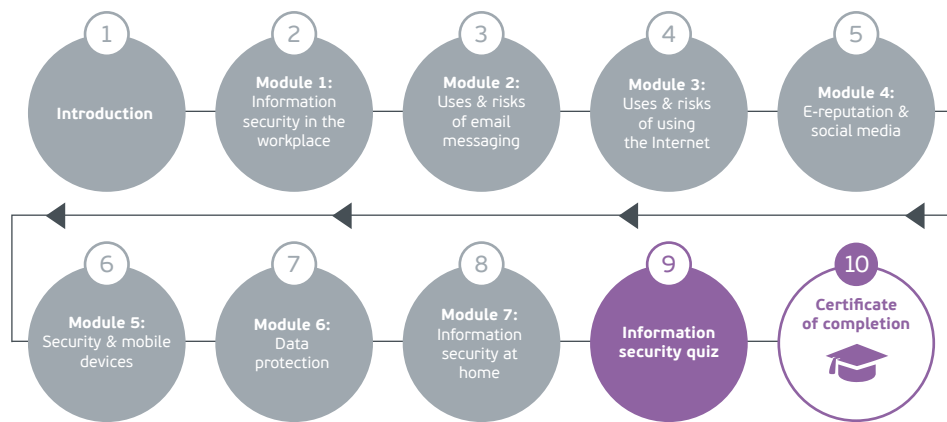 1
Introduction
2
Module 1:
Information
security in the
workplace
3
Module 2:
Uses & risks
of email
messaging
4
Module 3:
Uses & risks
of using
the Internet
5
Module 4:
E-reputation &
social media
6
Module 5:
Security & mobile
devices
7
Module 6:
Data
protection
8
Module 7:
Information
security at
home
9
Information
security quiz
10
Certificate
of completion